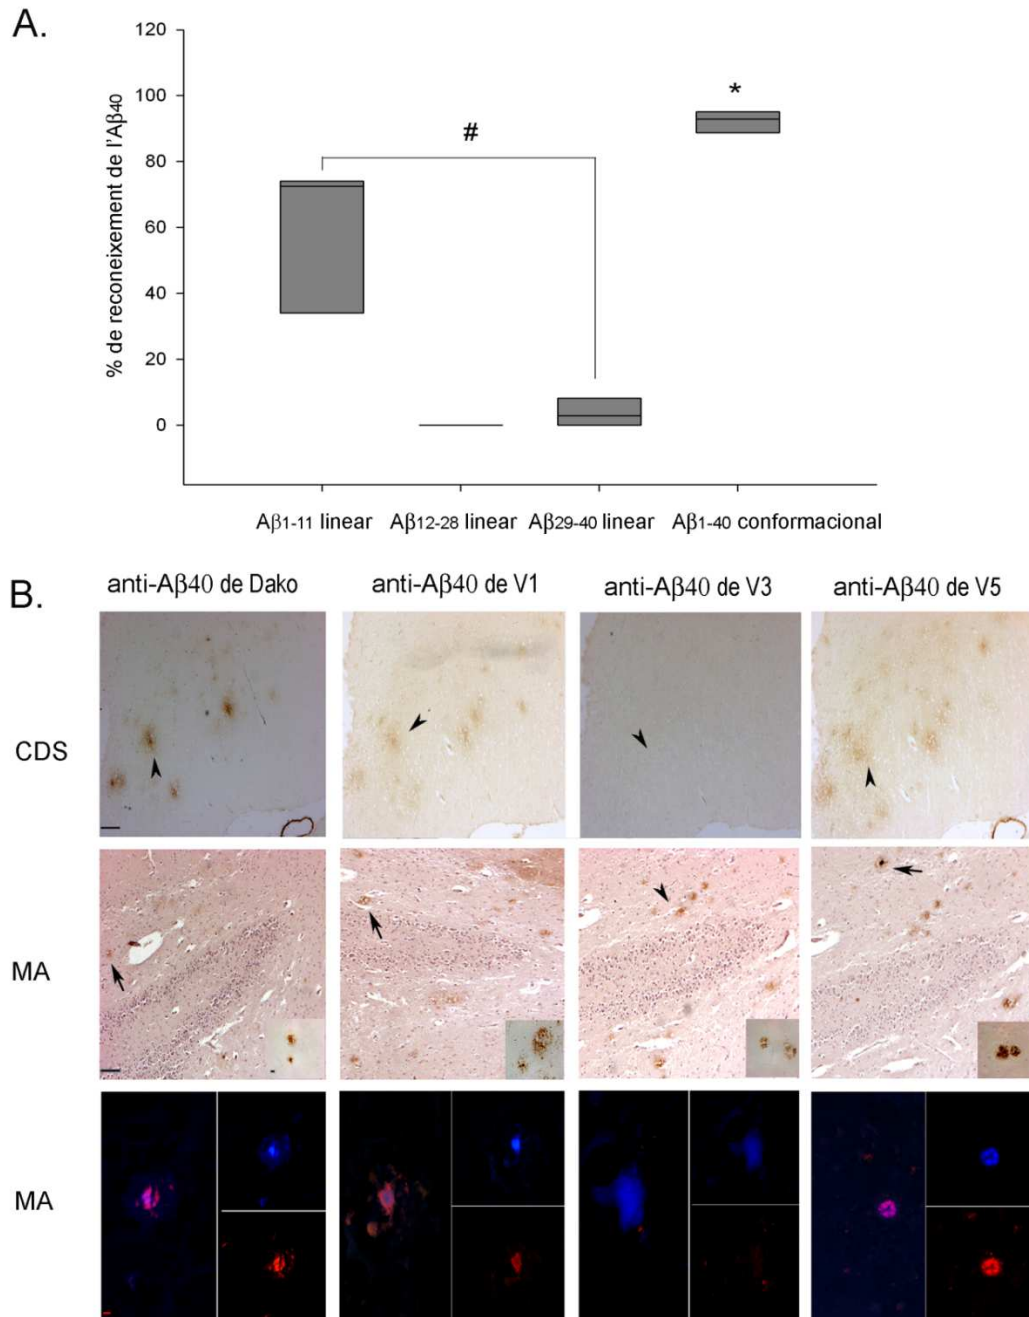 A.
120
100
80
60
40
20
0
% de reconeixement de l'Aβ40
#
*
Aβ1-11 linear
Aβ12-28 linear
Aβ29-40 linear
Aβ1-40 conformacional
B.
anti-Aβ40 de Dako
anti-Aβ40 de V1
anti-Aβ40 de V3
anti-Aβ40 de V5
CDS
MA
MA